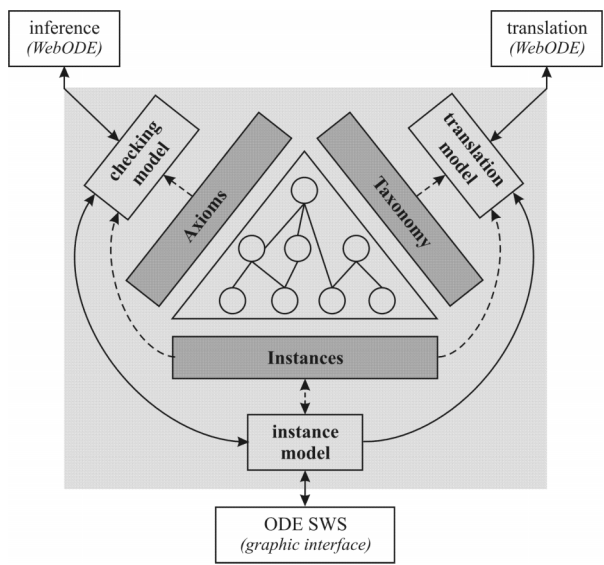 inference
(WebODE)
translation
(WebODE)
checking
model
translation
model
Axioms
Taxonomy
Instances
instance
model
ODE SWS
(graphic interface)